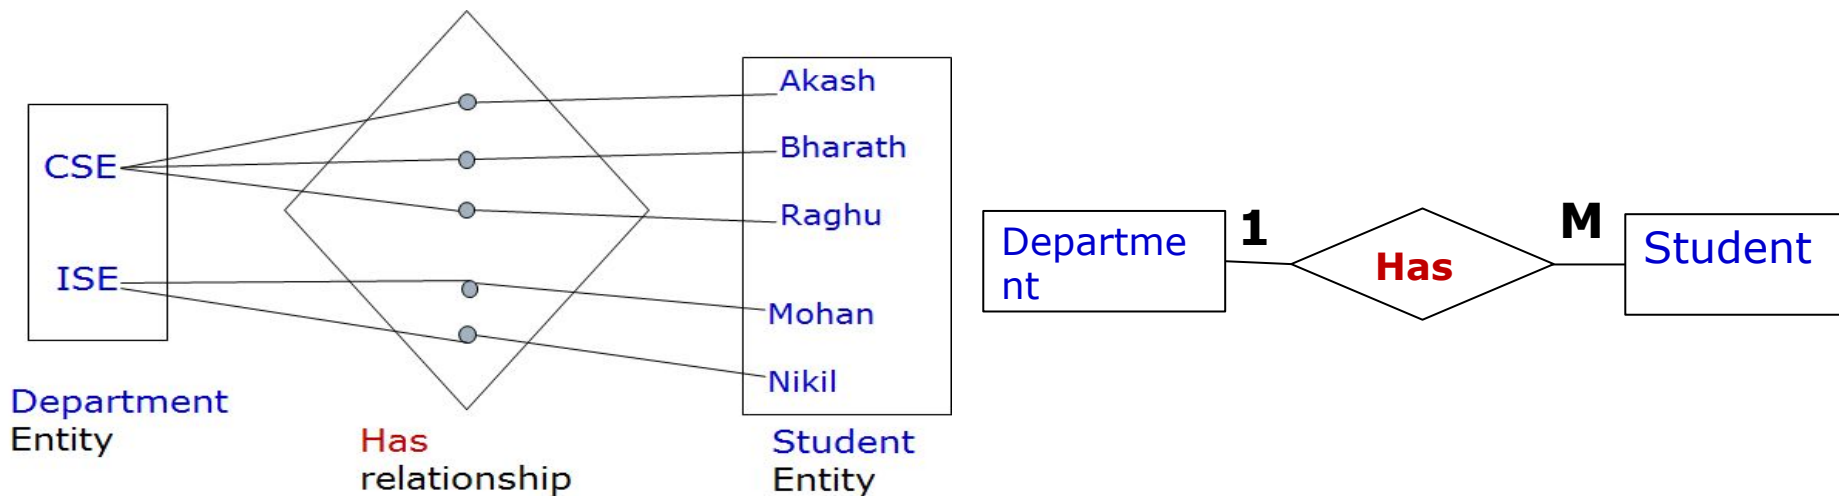 CSE
ISE
Department
Entity
Has
relationship
Akash
Bharath
Raghu
Mohan
Nikil
Student
Entity
Departme
nt
1
Has
M
Student